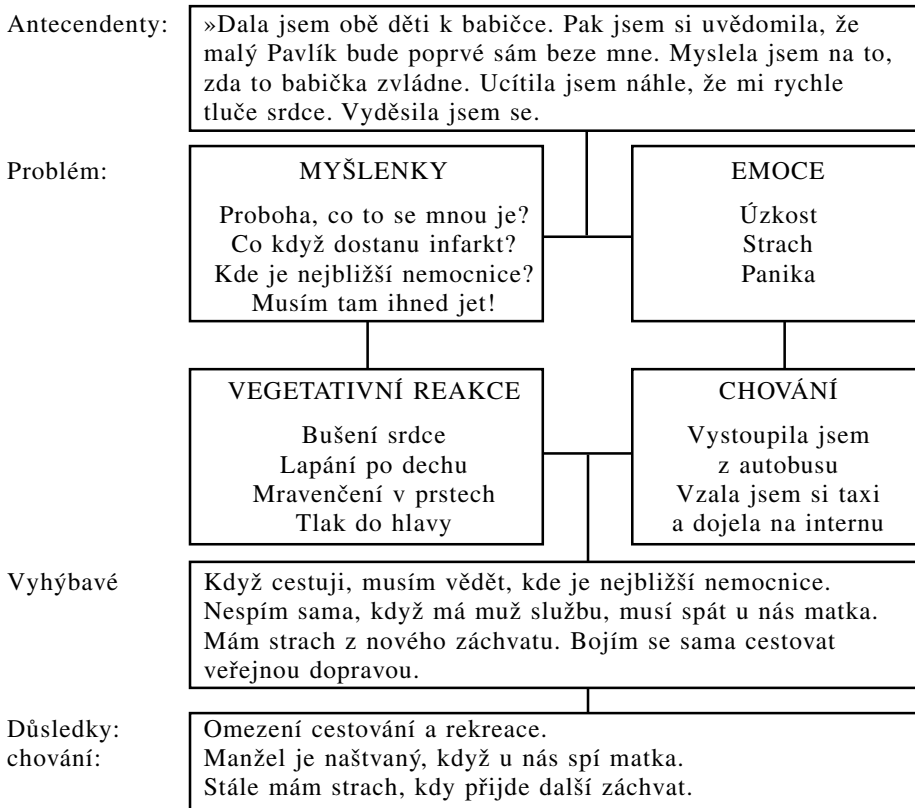 Antecendenty:
»Dala jsem obě děti k babičce. Pak jsem si uvědomila, že
malý Pavlík bude poprvé sám beze mne. Myslela jsem na to,
zda to babička zvládne. Ucítila jsem náhle, že mi rychle
tluče srdce. Vyděsila jsem se.
Problém:
MYŠLENKY
Proboha, co to se mnou je?
Co když dostanu infarkt?
Kde je nejbližší nemocnice?
Musím tam ihned jet!
EMOCE
Úzkost
Strach
Panika
VEGETATIVNÍ REAKCE
Bušení srdce
Lapání po dechu
Mravenčení v prstech
Tlak do hlavy
CHOVÁNÍ
Vystoupila jsem
z autobusu
Vzala jsem si taxi
a dojela na internu
Vyhýbavé
Když cestuji, musím vědět, kde je nejbližší nemocnice.
Nespím sama, když má muž službu, musí spát u nás matka.
Mám strach z nového záchvatu. Bojím se sama cestovat
veřejnou dopravou.
Důsledky:
chování:
Omezení cestování a rekreace.
Manžel je naštvaný, když u nás spí matka.
Stále mám strach, kdy přijde další záchvat.